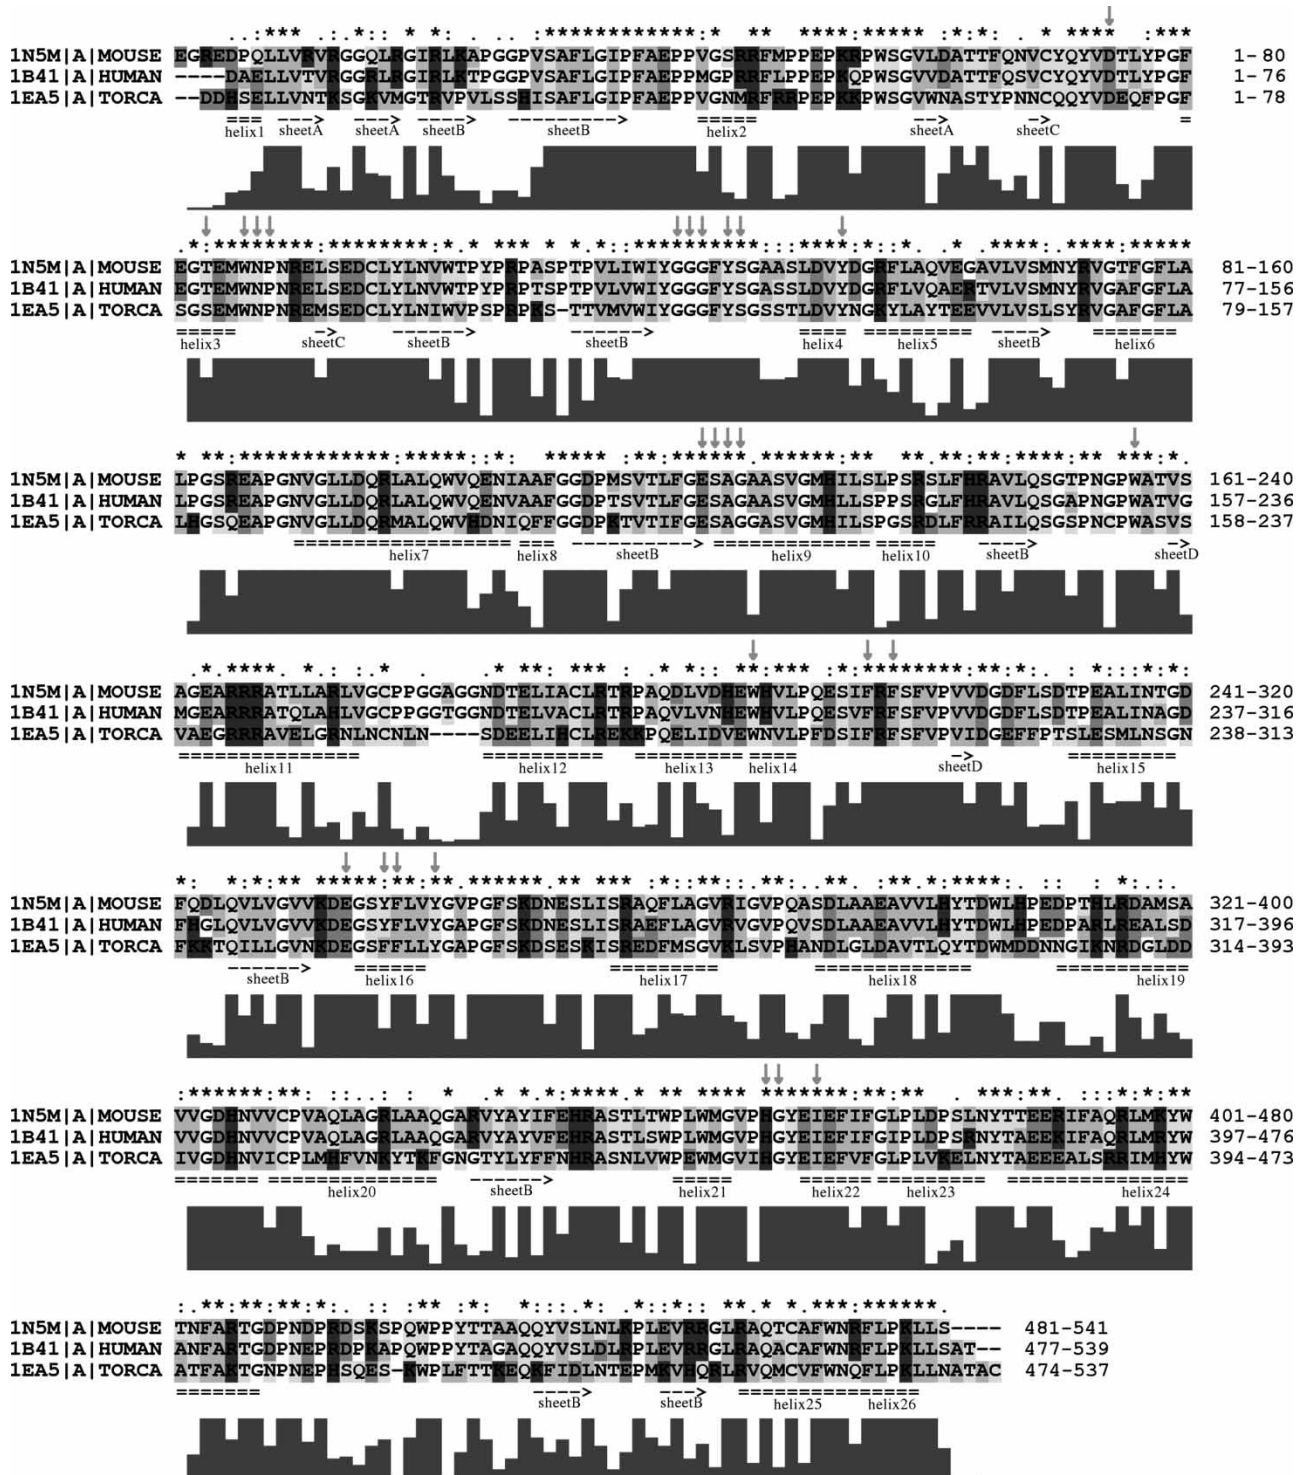 1N5M|A|MOUSE EGREDPQLLVRVRGGQLRGIRLKAPGGPVSAFLGIPFAEPPVGSRRFMPPEPKRPWSGVLDATTFQNVCYQYVDTLYPGF 1-80
1B41|A|HUMAN ----DAELLVTVRGGRLRGIRLKTPGGPVSAFLGIPFAEPPMGPRRFLPPEPKQPWSGVVDATTFQSVCYQYVDTLYPGF 1-76
1EA5|A|TORCA --DDHSELLVNTKSGKVMGTRVPVLSSHISAFLGIPFAEPPVGNMRFRRPEPKKPWSGVWNASTYPNNCQQYVDEQFPGF 1-78
helix1 sheetA sheetA sheetB sheetB helix2 sheetA sheetC
1N5M|A|MOUSE EGTEMWNPNRELSEDCLYLNVWTPYPRPASPTPVLIWIYGGGFYSGAASLDVYDGRFLAQVEGAVLVSMNYRVGTFGFLA 81-160
1B41|A|HUMAN EGTEMWNPNRELSEDCLYLNVWTPYPRPTSPTPVLVWIYGGGFYSGASSLDVYDGRFLVQAERTVLVSMNYRVGAFGFLA 77-156
1EA5|A|TORCA SGSEMWNPNREMSEDCLYLNIWVPSPRPKS-TTVMVWIYGGGFYSGSSTLDVYNGKYLAYTEEVVLVSLSYRVGAFGFLA 79-157
helix3 sheetC sheetB sheetB helix4 helix5 sheetB helix6
1N5M|A|MOUSE LPGSREAPGNVGLLDQRLALQWVQENIAAFGGDPMSVTLFGESAGAASVGMHILSLPSRSLFHRAVLQSGTPNGPWATVS 161-240
1B41|A|HUMAN LPGSREAPGNVGLLDQRLALQWVQENVAAFGGDPTSVTLFGESAGAASVGMHLLSPPSRGLFHRAVLQSGAPNGPWATVG 157-236
1EA5|A|TORCA LHGSQEAPGNVGLLDQRMALQWVHDNIQFFGGDPKTVTIFGESAGGASVGMHILSPGSRDLFRRAILQSGSPNCPWASVS 158-237
helix7 helix8 sheetB helix9 helix10 sheetB sheetD
1N5M|A|MOUSE AGEARRRATLLARLVGCPPGGAGGNDTELIACLRTRPAQDLVDHEWHVLPQESIFRFSFVPVVDGDFLSDTPEALINTGD 241-320
1B41|A|HUMAN MGEARRRATQLAHLVGCPPGGTGGNDTELVACLRTRPAQVLVNHEWHVLPQESVFRFSFVPVVDGDFLSDTPEALINAGD 237-316
1EA5|A|TORCA VAEGRRRAVELGRNLNCNLN----SDEELIHCLREKKPQELIDVEWNVLPFDSIFRFSFVPVIDGEFFPTSLESMLNSGN 238-313
helix11 helix12 helix13 helix14 sheetD helix15
1N5M|A|MOUSE FQDLQVLVGVVKDEGSYFLVYGVPGFSKDNESLISRAQFLAGVRIGVPQASDLAAEAVVLHYTDWLHPEDPTHLRDAMSA 321-400
1B41|A|HUMAN FHGLQVLVGVVKDEGSYFLVYGAPGFSKDNESLISRAEFLAGVRVGVPQVSDLAAEAVVLHYTDWLHPEDPARLREALSD 317-396
1EA5|A|TORCA FKKTQILLGVNKDEGSFFLLYGAPGFSKDSESKISREDFMSGVKLSVPHANDLGLDAVTLQYTDWMDDNNGIKNRDGLDD 314-393
sheetB helix16 helix17 helix18 helix19
1N5M|A|MOUSE VVGDHNVVCPVAQLAGRLAAQGARVYAYIFEHRASTLTWPLWMGVPHGYEIEFIFGLPLDPSLNYTTEERIFAQRLMKYW 401-480
1B41|A|HUMAN VVGDHNVVCPVAQLAGRLAAQGARVYAYVFEHRASTLSWPLWMGVPHGYEIEFIFGIPLDPSRNYTAEEKIFAQRLMRYW 397-476
1EA5|A|TORCA IVGDHNVICPLMHFVNKYTKFGNGTYLYFFNHRASNLVWPEWMGVIHGYEIEFVFGLPLVKELNYTAEEEALSRRIMHYW 394-473
helix20 sheetB helix21 helix22 helix23 helix24
1N5M|A|MOUSE TNFARTGDPNDPRDSKSPQWPPYTTAAQQYVSLNLKPLEVRRGLRAQTCAFWNRFLPKLLS---- 481-541
1B41|A|HUMAN ANFARTGDPNEPRDPKAPQWPPYTAGAQQYVSLDLRPLEVRRGLRAQACAFWNRFLPKLLSAT-- 477-539
1EA5|A|TORCA ATFAKTGNPNEPHSQES-KWPLFTTKEQKFIDLNTEPMKVHQRLRVQMCVFWNQFLPKLLNATAC 474-537
sheetB sheetB helix25 helix26